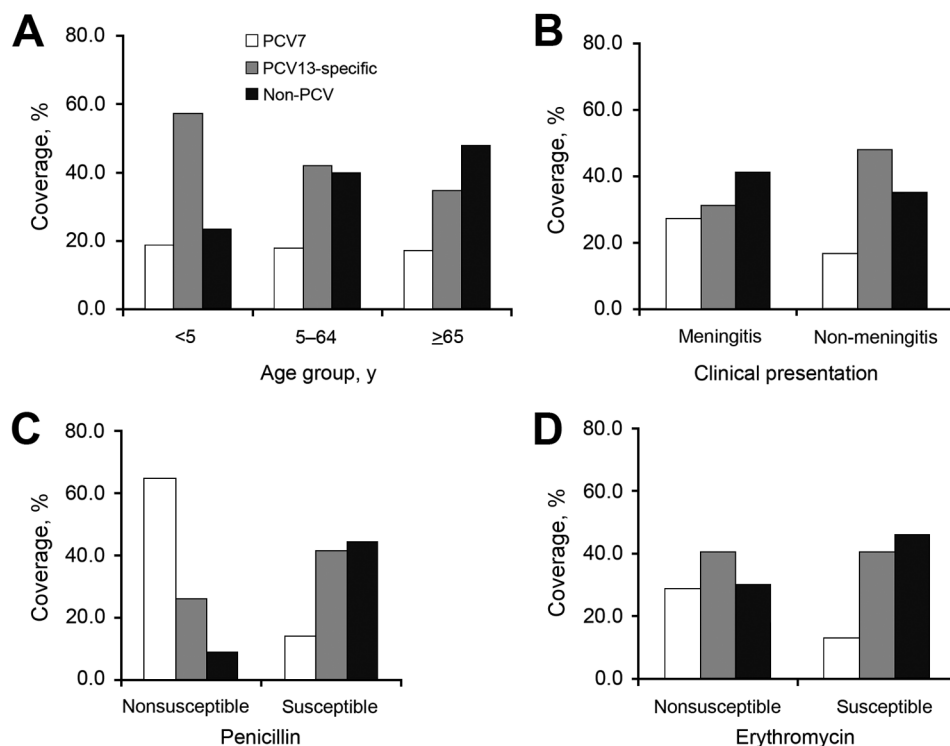 A
PCV7
PCV13-specific
Non-PCV
Coverage, %
80.0
60.0
40.0
20.0
0.0
<5 5–64 ≥65
Age group, y
B
Coverage, %
80.0
60.0
40.0
20.0
0.0
Meningitis Non-meningitis
Clinical presentation
C
Coverage, %
80.0
60.0
40.0
20.0
0.0
Nonsusceptible Susceptible
Penicillin
D
Coverage, %
80.0
60.0
40.0
20.0
0.0
Nonsusceptible Susceptible
Erythromycin